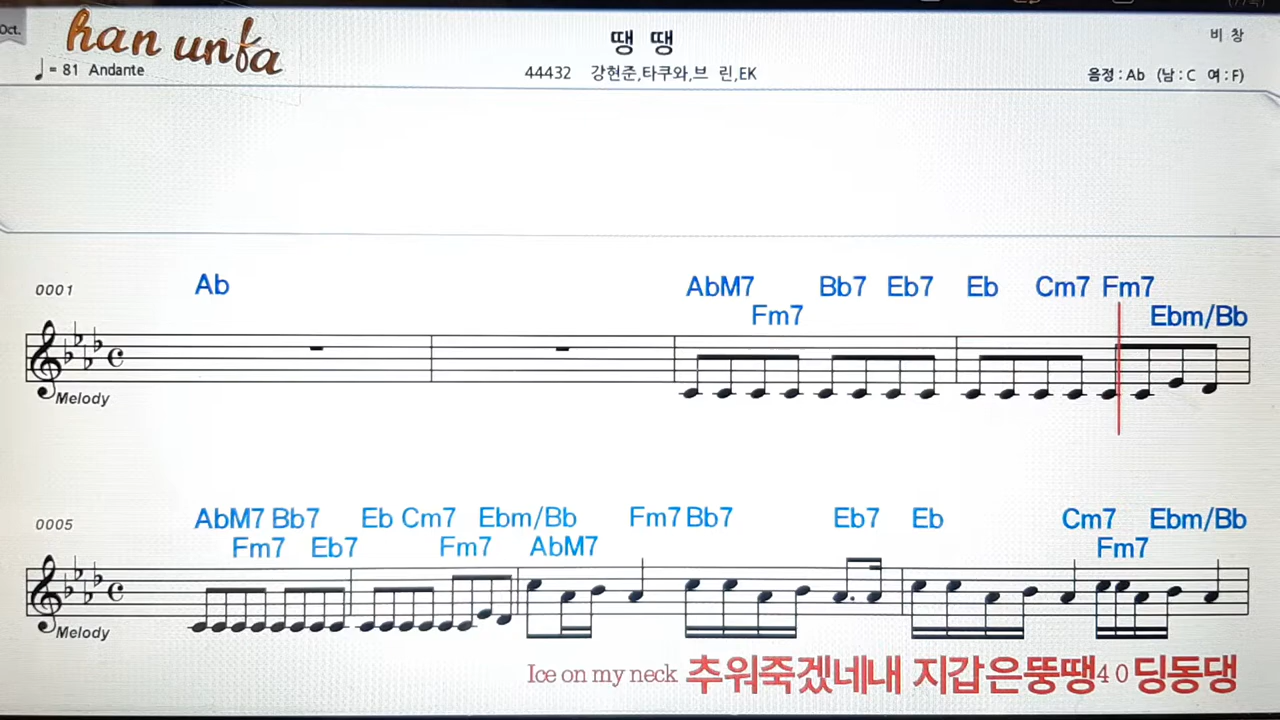 Oct.
han unfa
♩ = 81 Andante
땡 땡
44432 강현준,타쿠와,브 린,EK
비 창
음정 : Ab (남 : C 여 : F)
0001
Ab AbM7 Bb7 Eb7 Eb Cm7 Fm7
Fm7 Ebm/Bb
Melody
0005
AbM7 Bb7 Eb Cm7 Ebm/Bb Fm7 Bb7 Eb7 Eb Cm7 Ebm/Bb
Fm7 Eb7 Fm7 AbM7 Fm7
Melody
Ice on my neck 추워죽겠네내 지갑은뚱땡4 0 딩동댕